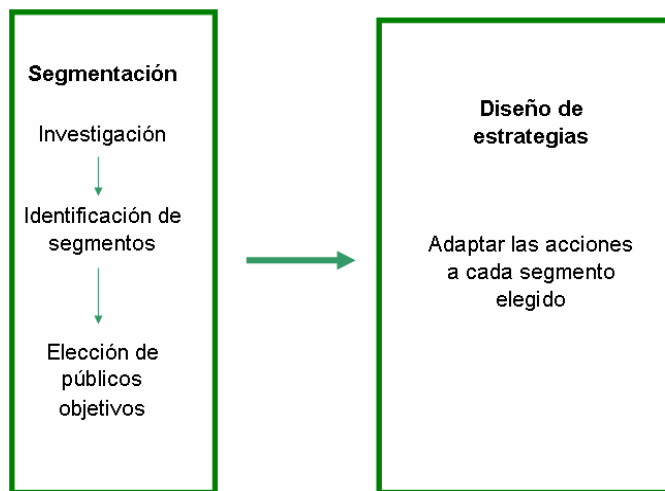 Segmentación
Investigación
Identificación de
segmentos
Elección de
públicos
objetivos
Diseño de
estrategias
Adaptar las acciones
a cada segmento
elegido